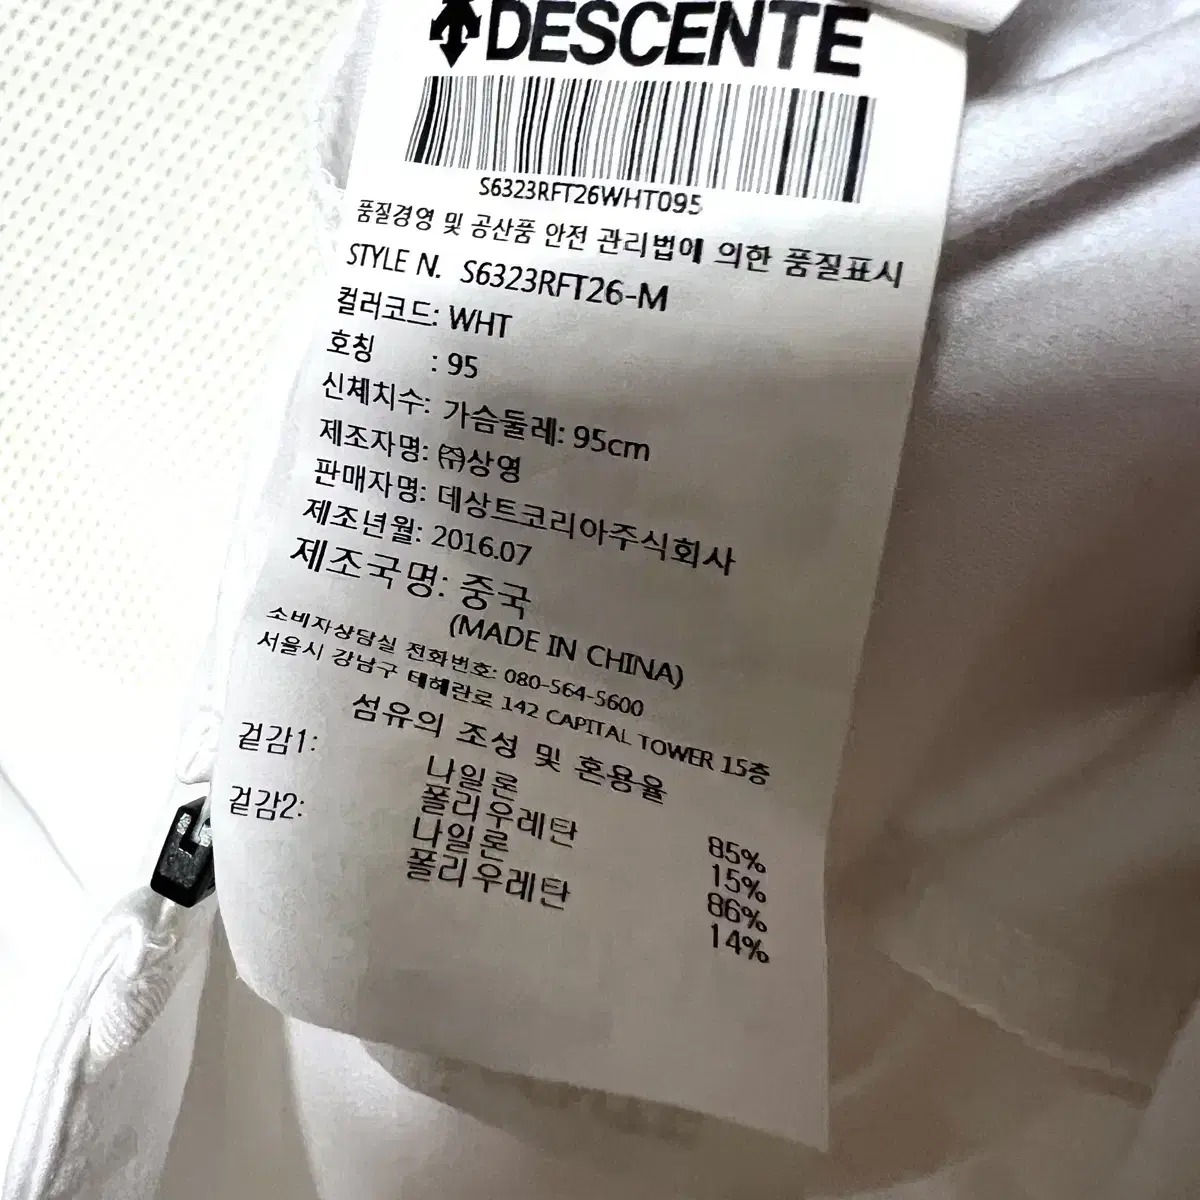 DESCENTE
S6323RFT26WHT095
품질경영 및 공산품 안전 관리법에 의한 품질표시
STYLE N. S6323RFT26-M
컬러코드: WHT
호칭 : 95
신체치수: 가슴둘레: 95cm
제조자명: ㈜상영
판매자명: 데상트코리아주식회사
제조년월: 2016.07
제조국명: 중국
(MADE IN CHINA)
소비자상담실 전화번호: 080-564-5600
서울시 강남구 테헤란로 142 CAPITAL TOWER 15층
섬유의 조성 및 혼용율
겉감1: 나일론 85%
폴리우레탄 15%
겉감2: 나일론 86%
폴리우레탄 14%